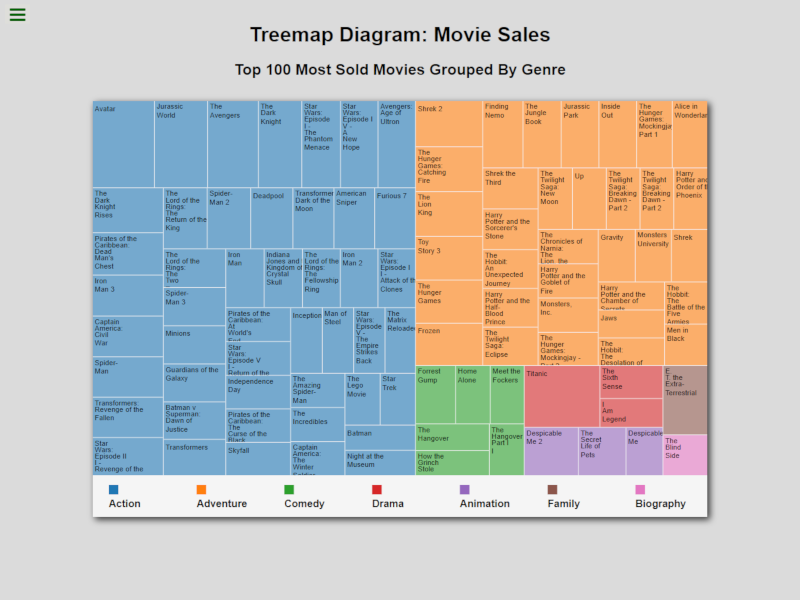 Treemap Diagram: Movie Sales
Top 100 Most Sold Movies Grouped By Genre
Avatar
Jurassic
World
The
Avengers
The
Dark
Knight
Star
Wars:
Episode
I -
The
Phantom
Menace
Star
Wars:
Episode
I V
- A
New
Hope
Avengers:
Age of
Ultron
The
Dark
Knight
Rises
Pirates of the
Caribbean:
Dead
Man's
Chest
Iron
Man 3
Captain
America:
Civil
War
Spider-
Man
Transformers:
Revenge of the
Fallen
Star
Wars:
Episode II
I -
Revenge of the
The
Lord of the
Rings:
The
Return of the
King
Spider-
Man 2
Deadpool
Transformers
Dark of the
Moon
American
Sniper
Furious 7
The
Lord of the
Rings:
The
Two
Spider-
Man 3
Minions
Guardians of the
Galaxy
Batman v
Superman:
Dawn of
Justice
Transformers
Iron
Man
Indiana
Jones and
Kingdom of
Crystal
Skull
The
Lord of the
Rings:
The
Fellowship
Ring
Iron
Man 2
Star
Wars:
Episode I
I -
Attack of th
Clones
Pirates of the
Caribbean:
At
World's
Star
Wars:
Episode V
I -
Return of the
Independence
Day
Pirates of the
Caribbean:
The
Curse of the
Black
Skyfall
Inception
Man of
Steel
Star
Wars:
Episode
V -
The
Empire
Strikes
Back
The
Matrix
Reloade
The
Amazing
Spider-
Man
The
Incredibles
Captain
America:
The
Winter
The
Lego
Movie
Star
Trek
Batman
Night at the
Museum
Shrek 2
The
Hunger
Games:
Catching
Fire
The
Lion
King
Toy
Story 3
The
Hunger
Games
Frozen
Finding
Nemo
The
Jungle
Book
Jurassic
Park
Inside
Out
The
Hunger
Games:
Mockingja
Part 1
Alice in
Wonderlan
Shrek the
Third
Harry
Potter and the
Sorcerer's
Stone
The
Hobbit:
An
Unexpected
Journey
Harry
Potter and the
Half-
Blood
Prince
The
Twilight
Saga:
Eclipse
The
Twilight
Saga:
New
Moon
Up
The
Twilight
Saga:
Breaking
Dawn -
Part 2
The
Twilight
Saga:
Breaking
Dawn -
Part 2
Harry
Potter and
Order of t
Phoenix
The
Chronicles of
Narnia:
The
Harry
Potter and the
Goblet of
Fire
Monsters,
Inc.
The
Hunger
Games:
Mockingjay -
Gravity
Monsters
University
Shrek
Harry
Potter and the
Chamber of
Secrets
Jaws
The
Hobbit:
The
Desolation of
The
Hobbit:
The
Battle of the
Five
Armies
Men in
Black
Forrest
Gump
Home
Alone
Meet the
Fockers
The
Hangover
How the
Grinch
Stole
The
Hangover
Part I
I
Titanic
The
Sixth
Sense
I
Am
Legend
E.
T. the
Extra-
Terrestrial
Despicable
Me 2
The
Secret
Life of
Pets
Despicable
Me
The
Blind
Side
Action
Adventure
Comedy
Drama
Animation
Family
Biography